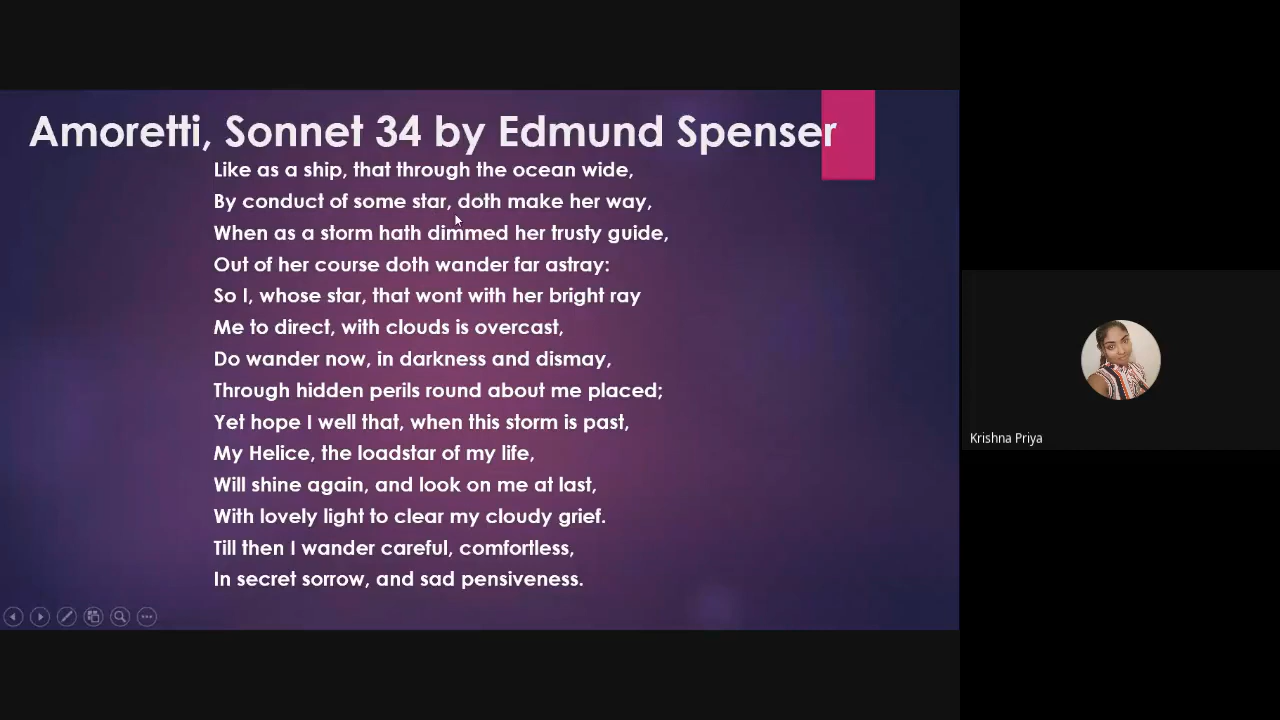 Amoretti, Sonnet 34 by Edmund Spenser
Like as a ship, that through the ocean wide,
By conduct of some star, doth make her way,
When as a storm hath dimmed her trusty guide,
Out of her course doth wander far astray:
So I, whose star, that wont with her bright ray
Me to direct, with clouds is overcast,
Do wander now, in darkness and dismay,
Through hidden perils round about me placed;
Yet hope I well that, when this storm is past,
My Helice, the loadstar of my life,
Will shine again, and look on me at last,
With lovely light to clear my cloudy grief.
Till then I wander careful, comfortless,
In secret sorrow, and sad pensiveness.
Krishna Priya